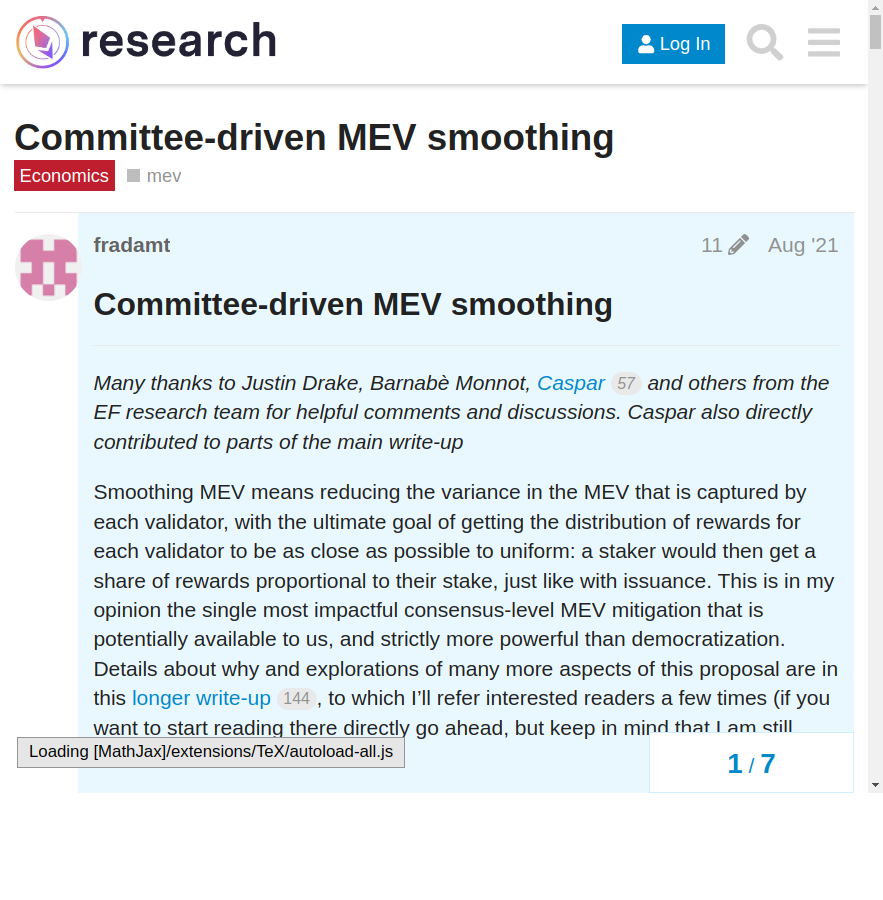 research
Log In
Committee-driven MEV smoothing
Economics mev
fradamt 11 Aug '21
Committee-driven MEV smoothing
Many thanks to Justin Drake, Barnabè Monnot, Caspar 57 and others from the
EF research team for helpful comments and discussions. Caspar also directly
contributed to parts of the main write-up
Smoothing MEV means reducing the variance in the MEV that is captured by
each validator, with the ultimate goal of getting the distribution of rewards for
each validator to be as close as possible to uniform: a staker would then get a
share of rewards proportional to their stake, just like with issuance. This is in my
opinion the single most impactful consensus-level MEV mitigation that is
potentially available to us, and strictly more powerful than democratization.
Details about why and explorations of many more aspects of this proposal are in
this longer write-up 144, to which I’ll refer interested readers a few times (if you
want to start reading there directly go ahead, but keep in mind that I am still
Loading [MathJax]/extensions/TeX/autoload-all.js
1 / 7